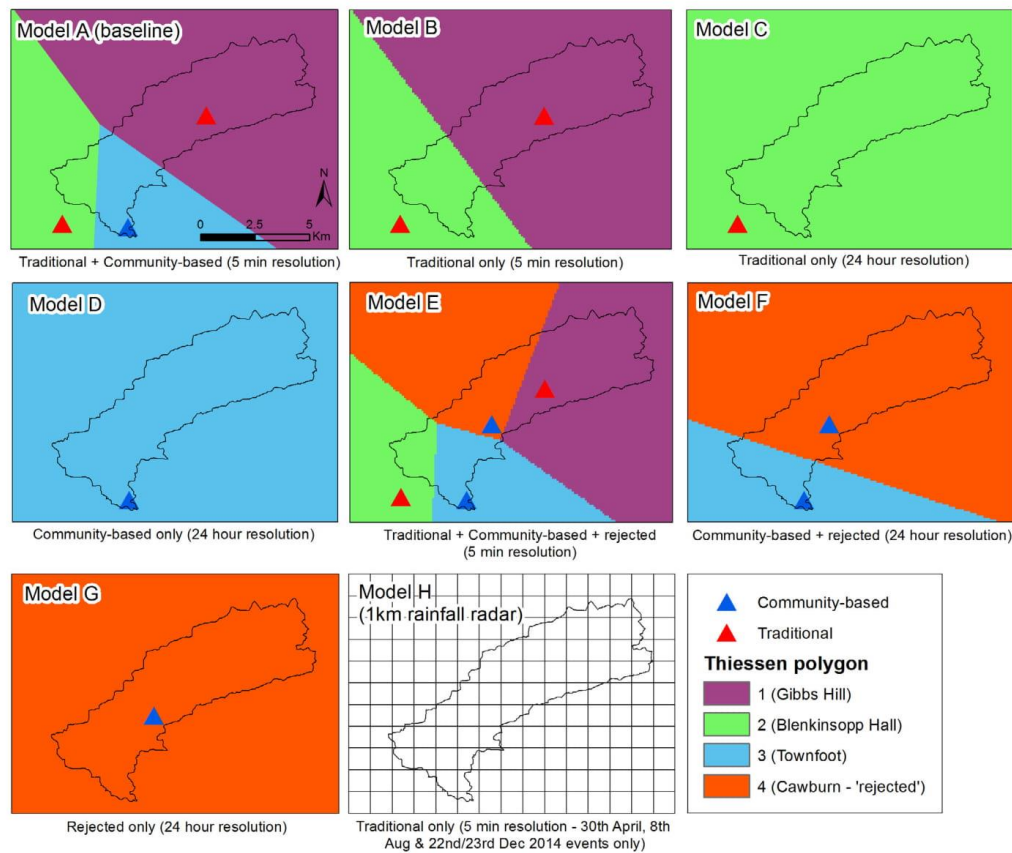 Model A (baseline)
N
0 2.5 5
Km
Traditional + Community-based (5 min resolution)
Model B
Traditional only (5 min resolution)
Model C
Traditional only (24 hour resolution)
Model D
Community-based only (24 hour resolution)
Model E
Traditional + Community-based + rejected
(5 min resolution)
Model F
Community-based + rejected (24 hour resolution)
Model G
Rejected only (24 hour resolution)
Model H
(1km rainfall radar)
Traditional only (5 min resolution - 30th April, 8th
Aug & 22nd/23rd Dec 2014 events only)
Community-based
Traditional
Thiessen polygon
1 (Gibbs Hill)
2 (Blenkinsopp Hall)
3 (Townfoot)
4 (Cawburn - 'rejected')